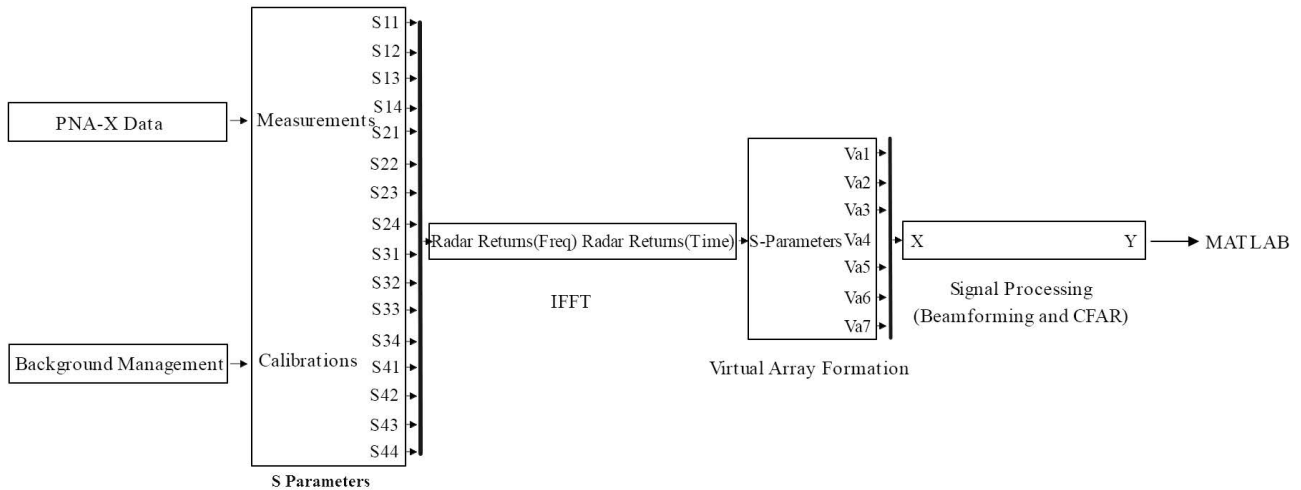 PNA-X Data
Background Management
Measurements
Calibrations
S11
S12
S13
S14
S21
S22
S23
S24
S31
S32
S33
S34
S41
S42
S43
S44
S Parameters
Radar Returns(Freq) Radar Returns(Time)
IFFT
S-Parameters
Va1
Va2
Va3
Va4
Va5
Va6
Va7
Virtual Array Formation
X Y
Signal Processing
(Beamforming and CFAR)
MATLAB